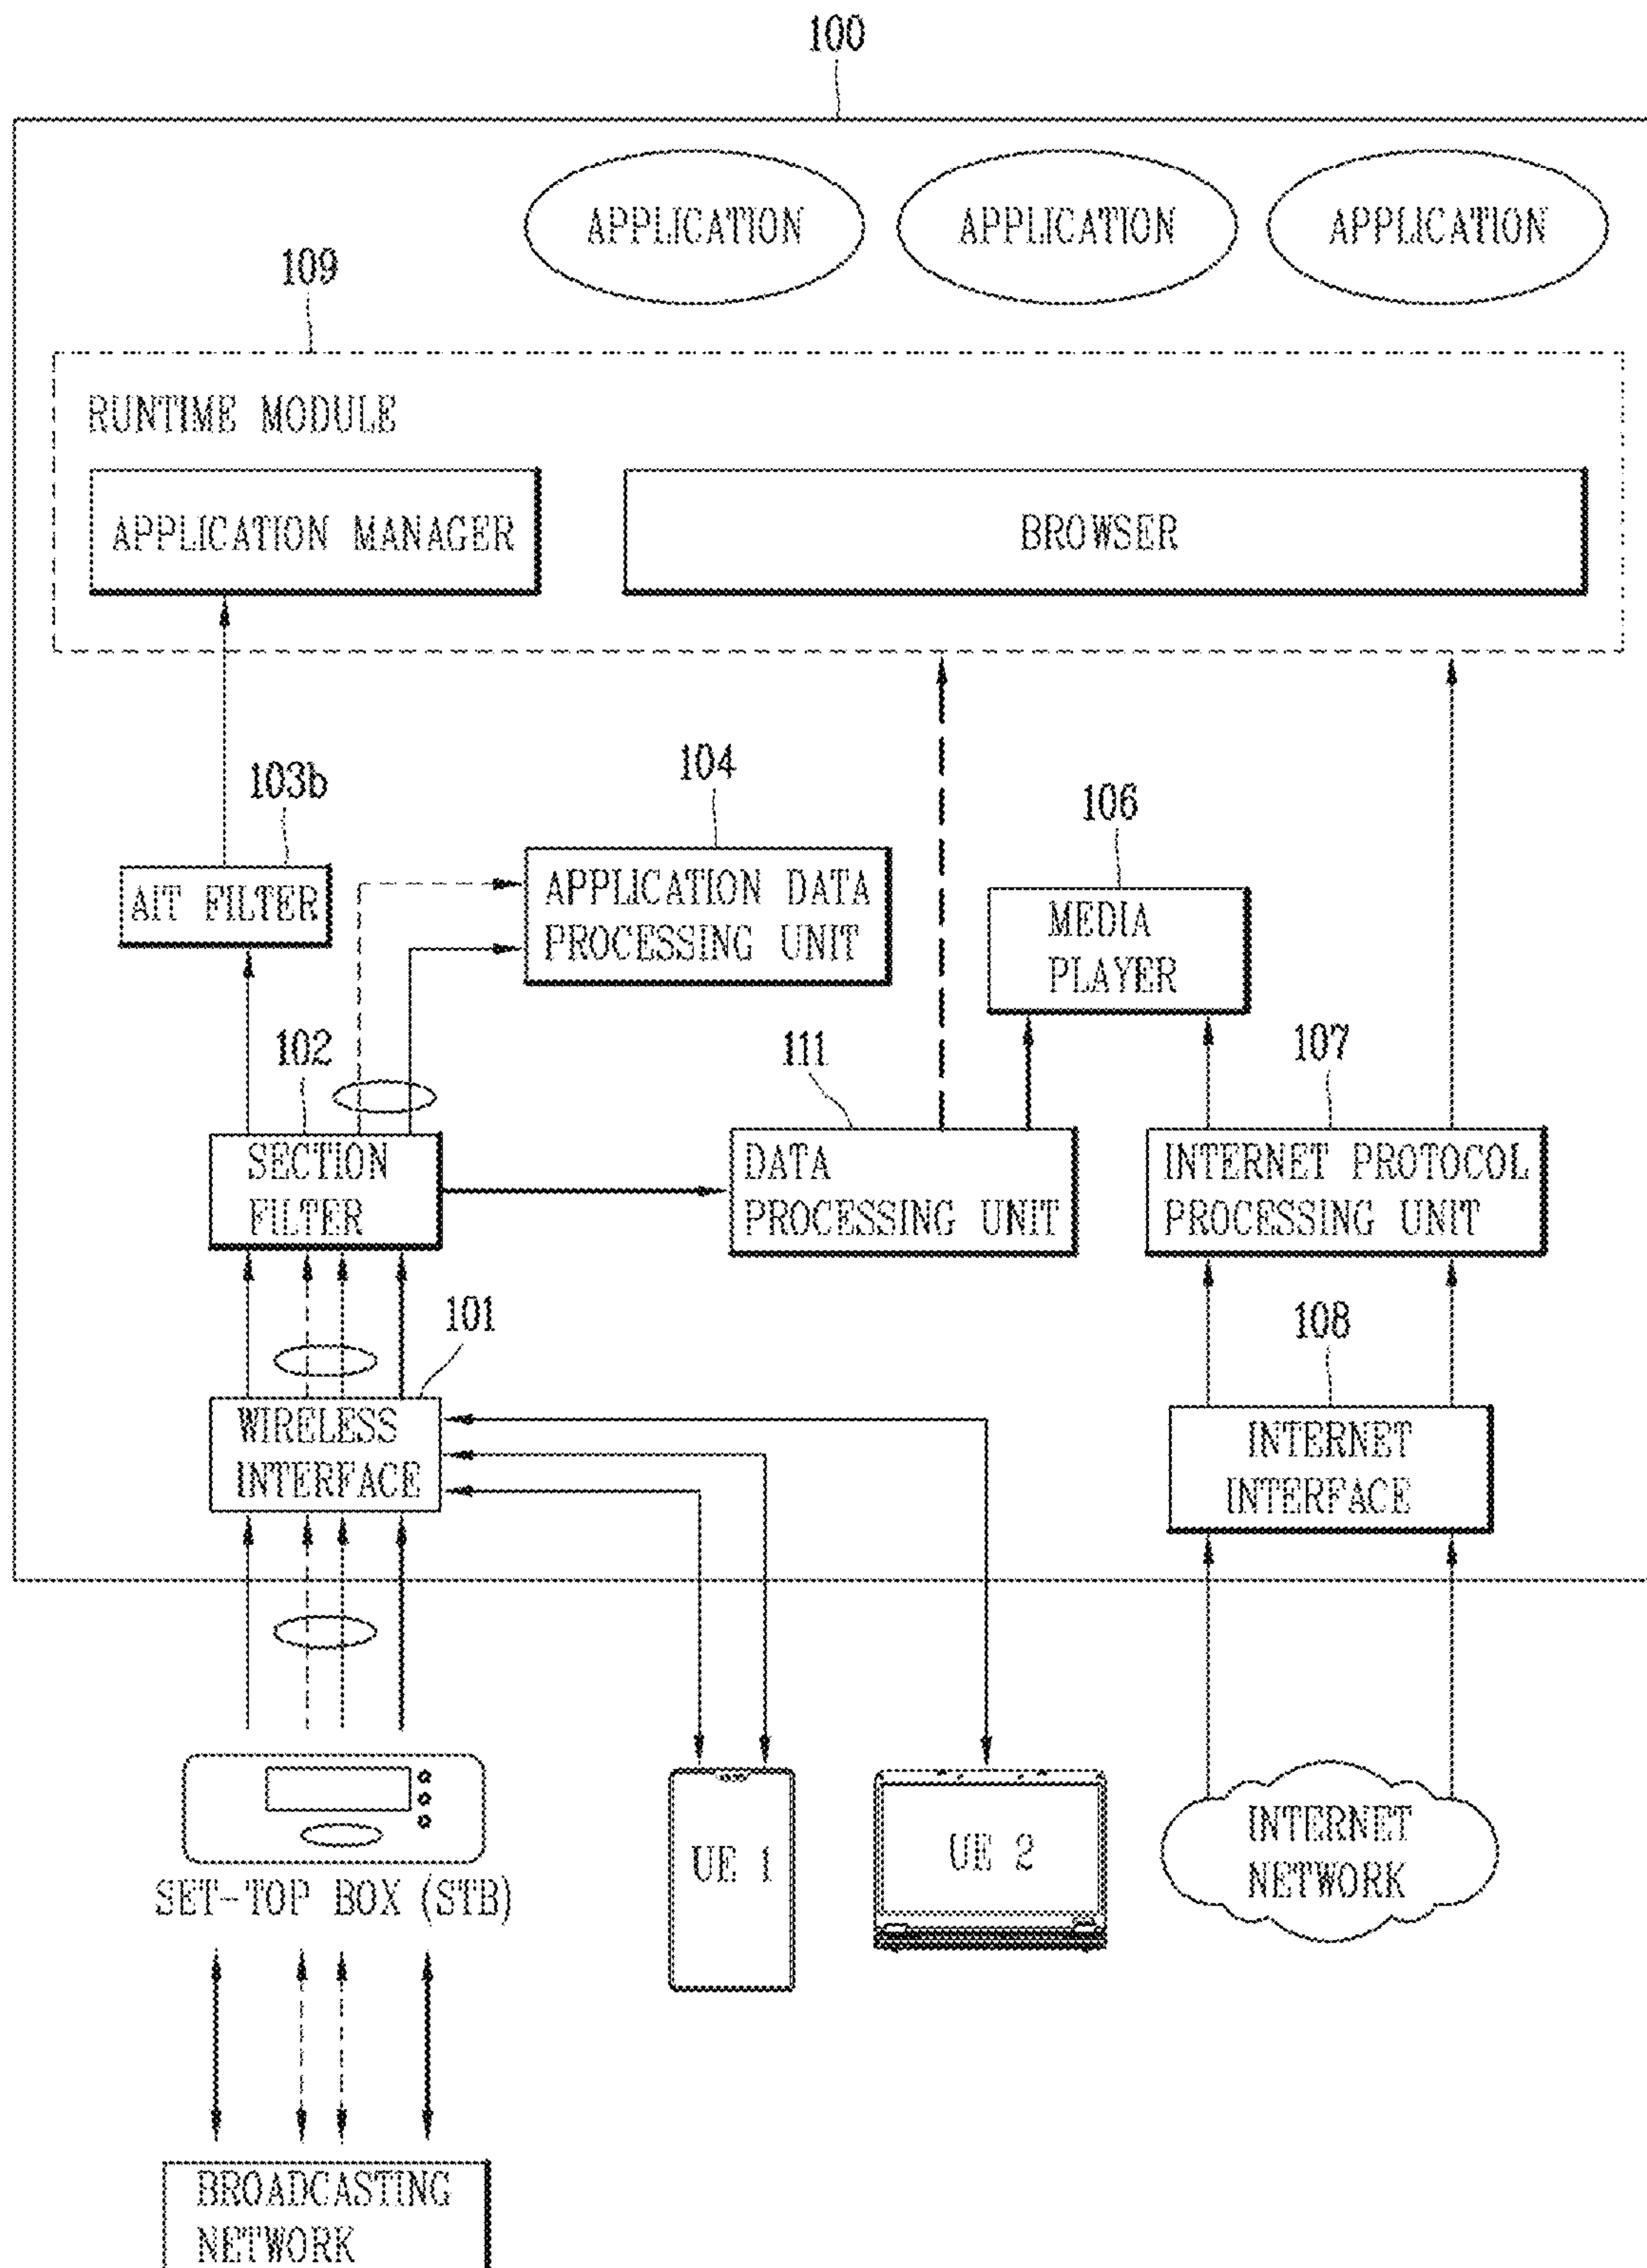 100
APPLICATION
APPLICATION
APPLICATION
109
RUNTIME MODULE
APPLICATION MANAGER
BROWSER
103b
104
106
AIT FILTER
APPLICATION DATA
PROCESSING UNIT
MEDIA
PLAYER
102
111
107
SECTION
FILTER
DATA
PROCESSING UNIT
INTERNET PROTOCOL
PROCESSING UNIT
101
108
WIRELESS
INTERFACE
INTERNET
INTERFACE
UE 1
UE 2
INTERNET
NETWORK
SET-TOP BOX (STB)
BROADCASTING
NETWORK